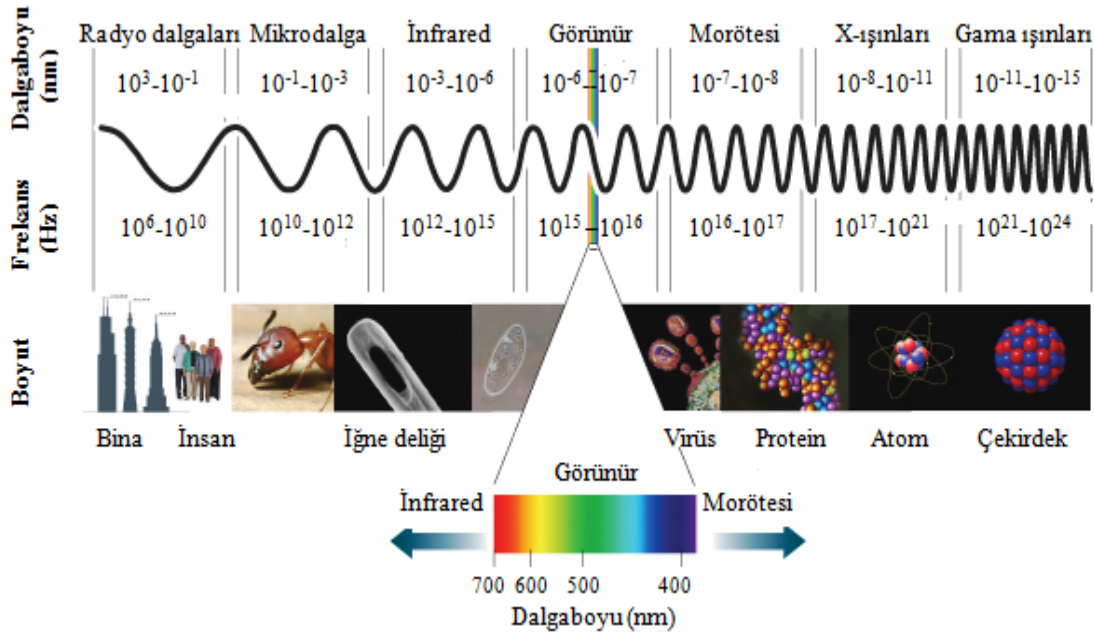 Dalgaboyu (nm)
Radyo dalgaları Mikrodalga İnfrared Görünür Morötesi X-ışınları Gama ışınları
10³-10⁻¹ 10⁻¹-10⁻³ 10⁻³-10⁻⁶ 10⁻⁶-10⁻⁷ 10⁻⁷-10⁻⁸ 10⁻⁸-10⁻¹¹ 10⁻¹¹-10⁻¹⁵
Frekans (Hz)
10⁶-10¹⁰ 10¹⁰-10¹² 10¹²-10¹⁵ 10¹⁵-10¹⁶ 10¹⁶-10¹⁷ 10¹⁷-10²¹ 10²¹-10²⁴
Boyut
Bina İnsan İğne deliği Virüs Protein Atom Çekirdek
Görünür
İnfrared Morötesi
700 600 500 400
Dalgaboyu (nm)